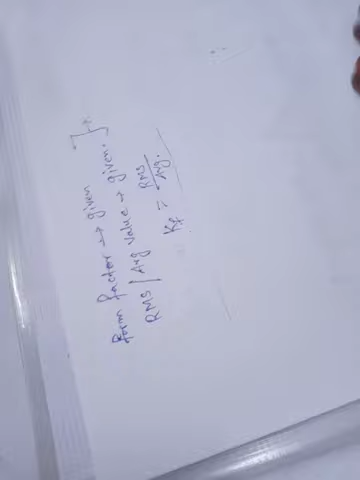 form factor → given
RMS / Avg Value → given.
Kf = RMS / Avg.